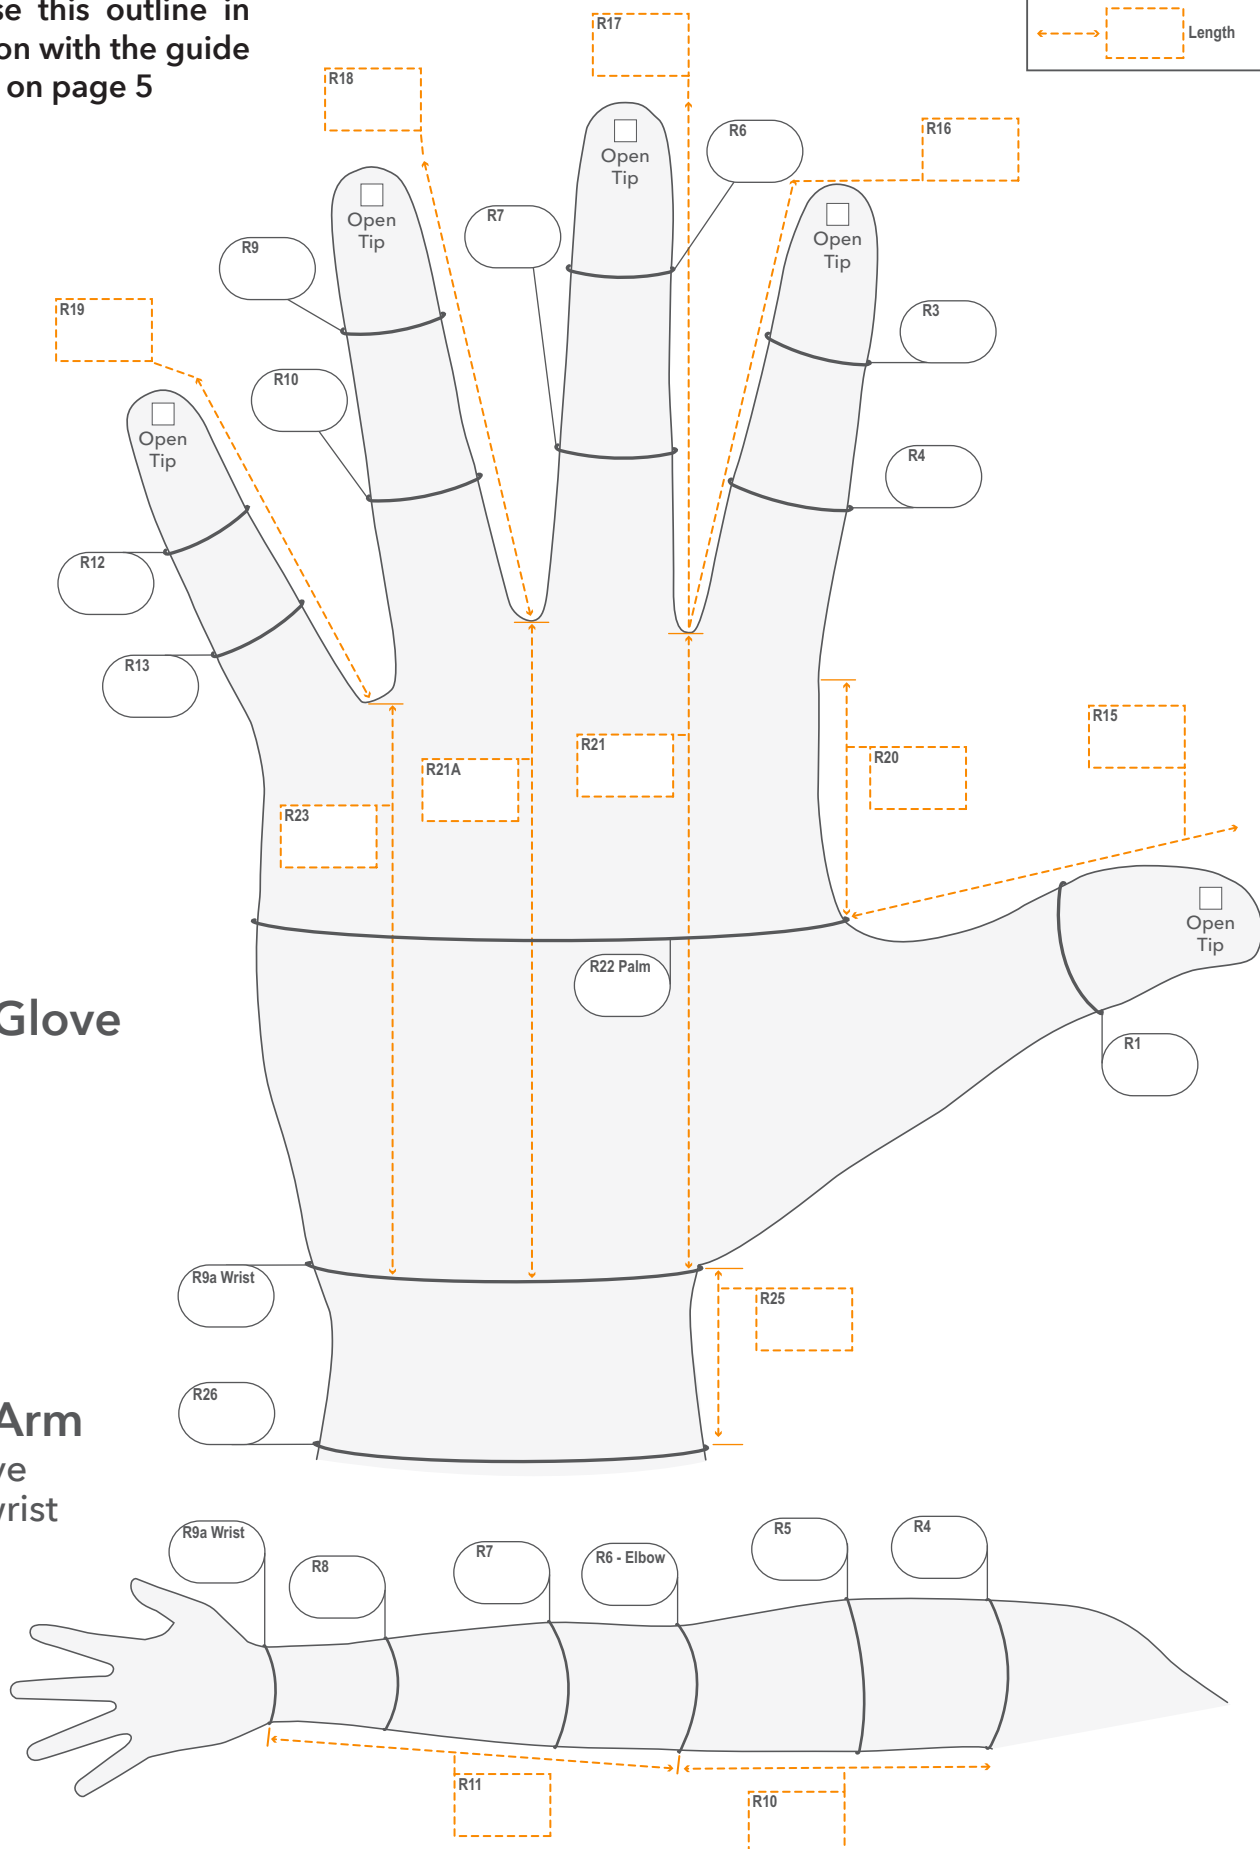 se this outline in
on with the guide
on page 5
R17
Length
R18
R16
R6
Open
Tip
R7
Open
Tip
Open
Tip
R9
R19
R3
R10
Open
Tip
R4
R12
R13
R15
R21
R21A
R20
R23
Open
Tip
R22 Palm
Glove
R1
R9a Wrist
R25
R26
Arm
ve
wrist
R9a Wrist
R8
R7
R6 - Elbow
R5
R4
R11
R10